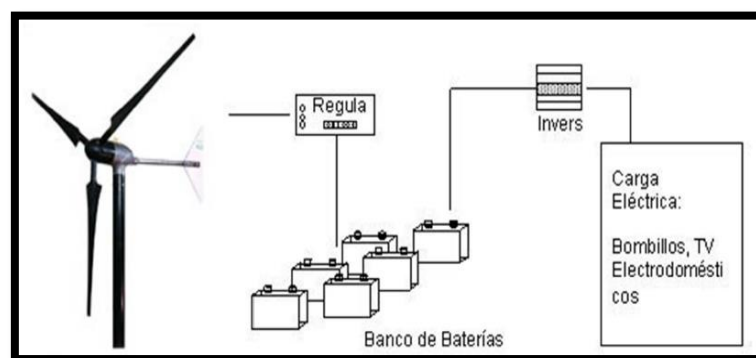 Regula
Invers
Carga
Eléctrica:
Bombillos, TV
Electrodomésti
cos
Banco de Baterías